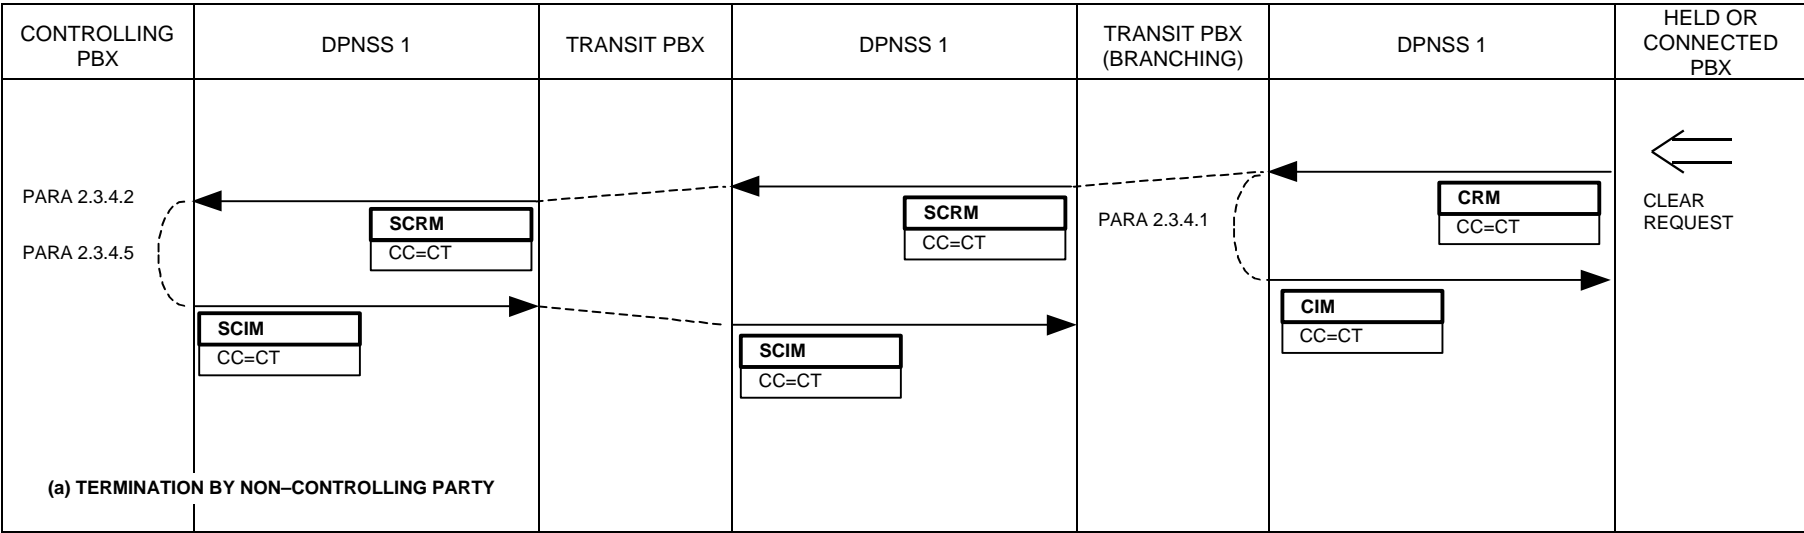 CONTROLLING
PBX
DPNSS 1
TRANSIT PBX
DPNSS 1
TRANSIT PBX
(BRANCHING)
DPNSS 1
HELD OR
CONNECTED
PBX
PARA 2.3.4.2
PARA 2.3.4.5
SCRM
CC=CT
SCRM
CC=CT
PARA 2.3.4.1
CRM
CC=CT
CLEAR
REQUEST
SCIM
CC=CT
SCIM
CC=CT
CIM
CC=CT
(a) TERMINATION BY NON–CONTROLLING PARTY